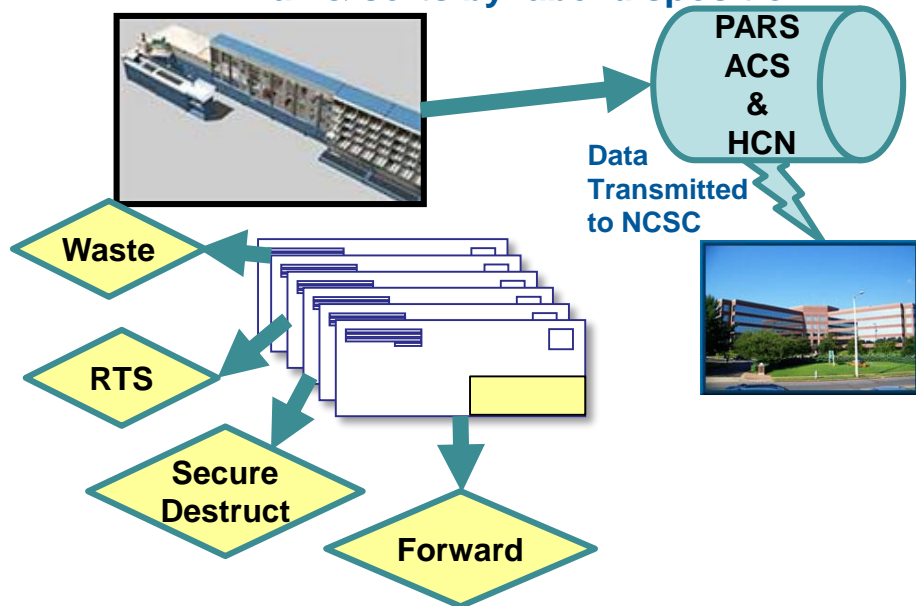 PARS
ACS
&
HCN
Data
Transmitted
to NCSC
Waste
RTS
Secure
Destruct
Forward